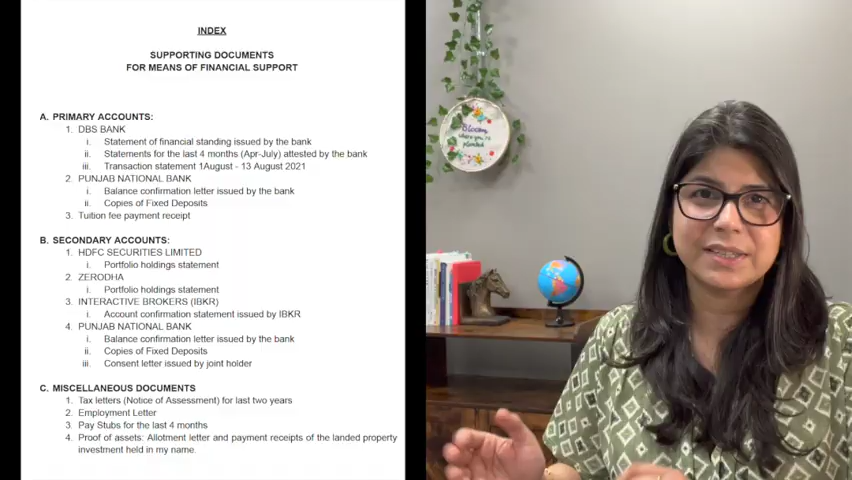 INDEX
SUPPORTING DOCUMENTS
FOR MEANS OF FINANCIAL SUPPORT
A. PRIMARY ACCOUNTS:
1. DBS BANK
i. Statement of financial standing issued by the bank
ii. Statements for the last 4 months (Apr-July) attested by the bank
iii. Transaction statement 1August - 13 August 2021
2. PUNJAB NATIONAL BANK
i. Balance confirmation letter issued by the bank
ii. Copies of Fixed Deposits
3. Tuition fee payment receipt
B. SECONDARY ACCOUNTS:
1. HDFC SECURITIES LIMITED
i. Portfolio holdings statement
2. ZERODHA
i. Portfolio holdings statement
3. INTERACTIVE BROKERS (IBKR)
i. Account confirmation statement issued by IBKR
4. PUNJAB NATIONAL BANK
i. Balance confirmation letter issued by the bank
ii. Copies of Fixed Deposits
iii. Consent letter issued by joint holder
C. MISCELLANEOUS DOCUMENTS
1. Tax letters (Notice of Assessment) for last two years
2. Employment Letter
3. Pay Stubs for the last 4 months
4. Proof of assets: Allotment letter and payment receipts of the landed property
investment held in my name.
Bloom
where you're
planted